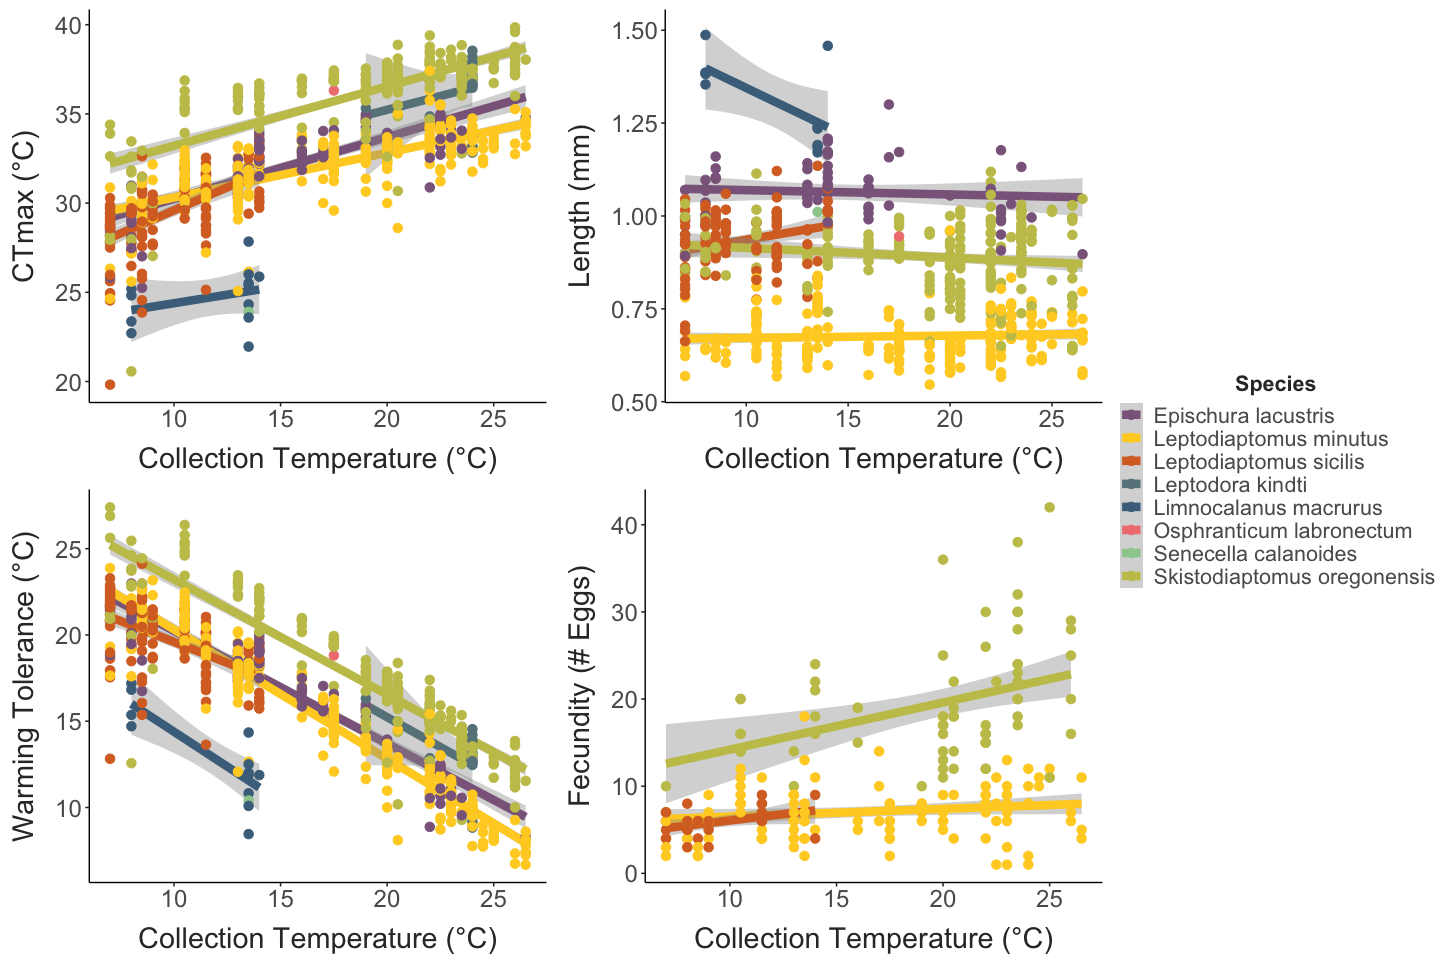 CTmax (°C)
40
35
30
25
20
10
15
20
25
Collection Temperature (°C)
Length (mm)
1.50
1.25
1.00
0.75
0.50
10
15
20
25
Collection Temperature (°C)
Warming Tolerance (°C)
25
20
15
10
10
15
20
25
Collection Temperature (°C)
Fecundity (# Eggs)
40
30
20
10
0
10
15
20
25
Collection Temperature (°C)
Species
Epischura lacustris
Leptodiaptomus minutus
Leptodiaptomus sicilis
Leptodora kindti
Limnocalanus macrurus
Osphranticum labronectum
Senecella calanoides
Skistodiaptomus oregonensis